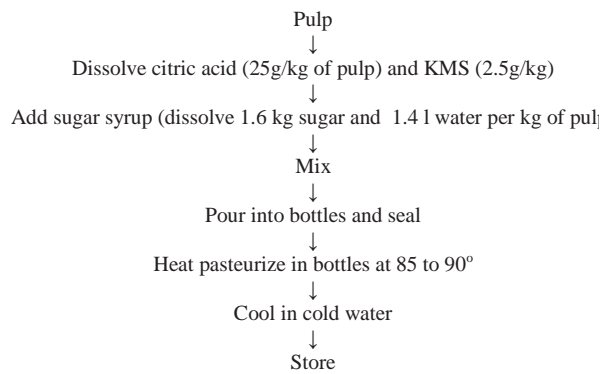 Pulp
↓
Dissolve citric acid (25g/kg of pulp) and KMS (2.5g/kg)
↓
Add sugar syrup (dissolve 1.6 kg sugar and 1.4 l water per kg of pulp
↓
Mix
↓
Pour into bottles and seal
↓
Heat pasteurize in bottles at 85 to 90°
↓
Cool in cold water
↓
Store